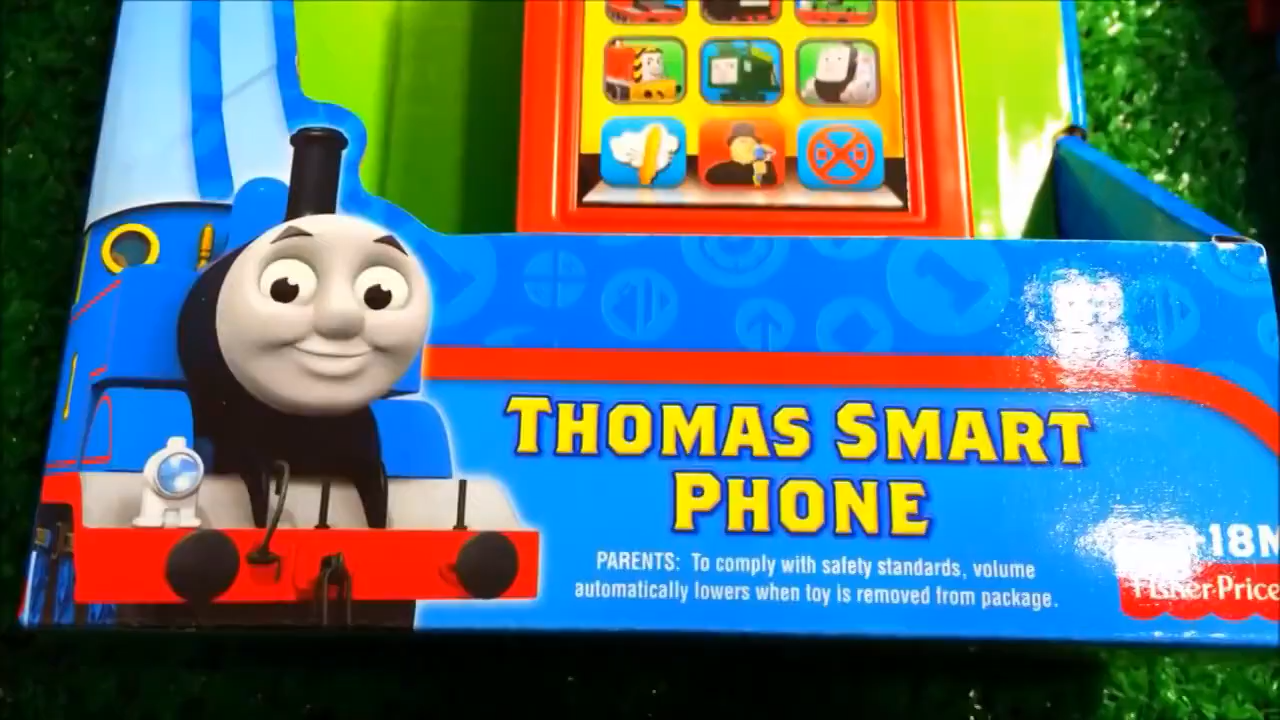 THOMAS SMART
PHONE
PARENTS: To comply with safety standards, volume
automatically lowers when toy is removed from package.
18M
Fisher-Price